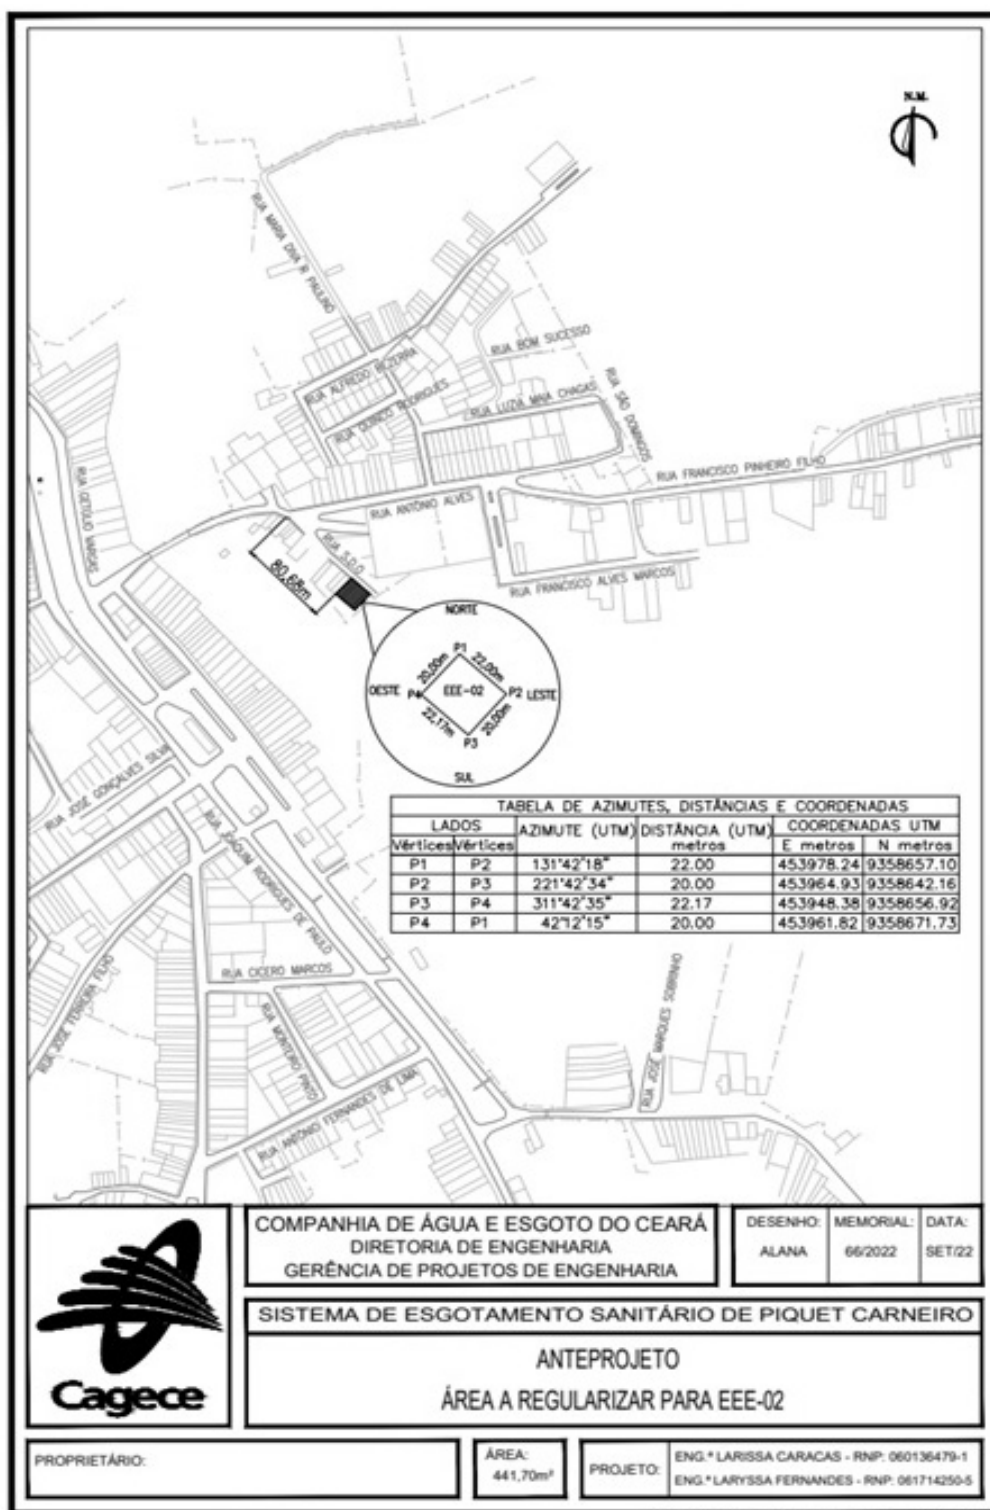 N.M.
RUA MARIA DIVA R PAULINO
RUA BOM SUCESSO
RUA ALFREDO BEZERRA
RUA QUINCO RODRIGUES
RUA LUZIA MAIA CHAGAS
RUA SÃO DOMINGOS
RUA FRANCISCO PINHEIRO FILHO
RUA GETÚLIO VARGAS
RUA ANTÔNIO ALVES
RUA S.D.O
RUA FRANCISCO ALVES MARCOS
80,68m
NORTE
P1
20,00m 22,00m
OESTE P4 EEE-02 P2 LESTE
22,17m 20,00m
P3
SUL
RUA JOSÉ GONÇALVES SILVA
RUA JOAQUIM RODRIGUES DE PAULO
TABELA DE AZIMUTES, DISTÂNCIAS E COORDENADAS
LADOS AZIMUTE (UTM) DISTÂNCIA (UTM) metros COORDENADAS UTM
Vértices Vértices E metros N metros
P1 P2 131°42'18" 22.00 453978.24 9358657.10
P2 P3 221°42'34" 20.00 453964.93 9358642.16
P3 P4 311°42'35" 22.17 453948.38 9358656.92
P4 P1 42°12'15" 20.00 453961.82 9358671.73
RUA JOSÉ FERREIRA FILHO
RUA CICERO MARCOS
RUA MONTEIRO PINTO
RUA ANTÔNIO FERNANDES DE LIMA
RUA JOSÉ MARQUES SOBRINHO
Cagece
COMPANHIA DE ÁGUA E ESGOTO DO CEARÁ
DIRETORIA DE ENGENHARIA
GERÊNCIA DE PROJETOS DE ENGENHARIA
DESENHO: MEMORIAL: DATA:
ALANA 66/2022 SET/22
SISTEMA DE ESGOTAMENTO SANITÁRIO DE PIQUET CARNEIRO
ANTEPROJETO
ÁREA A REGULARIZAR PARA EEE-02
PROPRIETÁRIO:
ÁREA:
441,70m²
PROJETO:
ENG.ª LARISSA CARACAS - RNP: 060136479-1
ENG.ª LARYSSA FERNANDES - RNP: 061714250-5